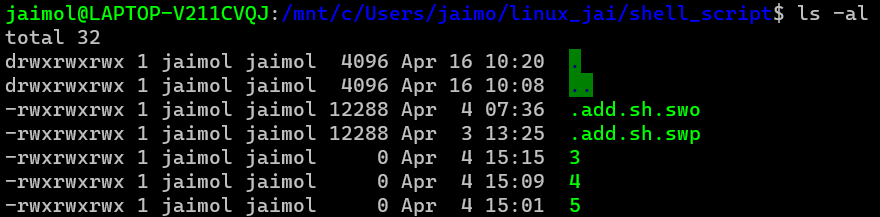 jaimol@LAPTOP-V211CVQJ:/mnt/c/Users/jaimo/linux_jai/shell_script$ ls -al
total 32
drwxrwxrwx 1 jaimol jaimol  4096 Apr 16 10:20 .
drwxrwxrwx 1 jaimol jaimol  4096 Apr 16 10:08 ..
-rwxrwxrwx 1 jaimol jaimol 12288 Apr  4 07:36 .add.sh.swo
-rwxrwxrwx 1 jaimol jaimol 12288 Apr  3 13:25 .add.sh.swp
-rwxrwxrwx 1 jaimol jaimol     0 Apr  4 15:15 3
-rwxrwxrwx 1 jaimol jaimol     0 Apr  4 15:09 4
-rwxrwxrwx 1 jaimol jaimol     0 Apr  4 15:01 5